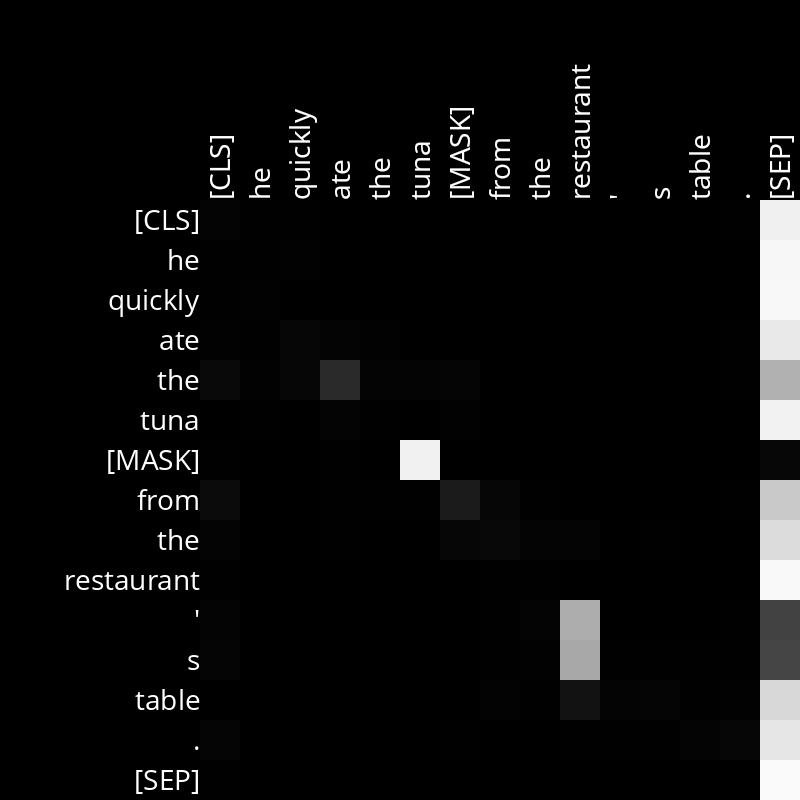 [CLS]
he
quickly
ate
the
tuna
[MASK]
from
the
restaurant
'
s
table
.
[SEP]
[CLS]
he
quickly
ate
the
tuna
[MASK]
from
the
restaurant
'
s
table
.
[SEP]